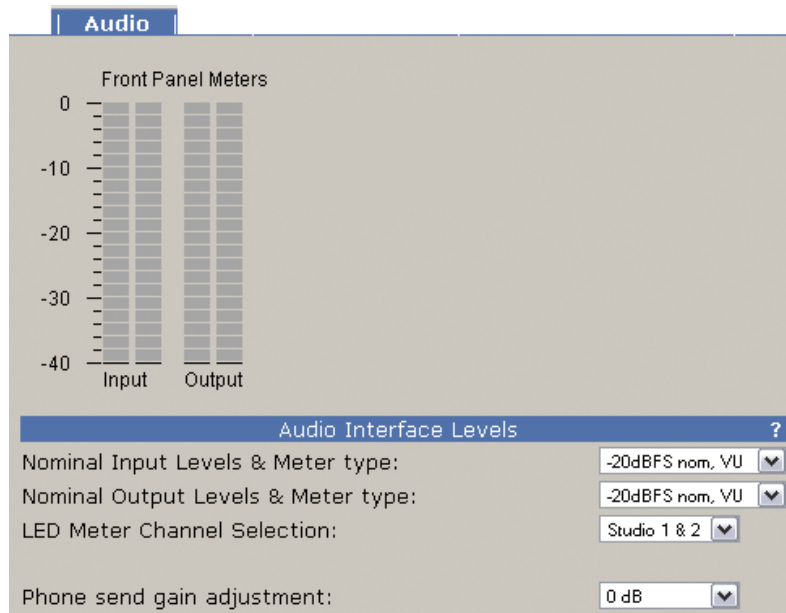 Audio
Front Panel Meters
0
-10
-20
-30
-40
Input Output
Audio Interface Levels ?
Nominal Input Levels & Meter type: -20dBFS nom, VU
Nominal Output Levels & Meter type: -20dBFS nom, VU
LED Meter Channel Selection: Studio 1 & 2
Phone send gain adjustment: 0 dB